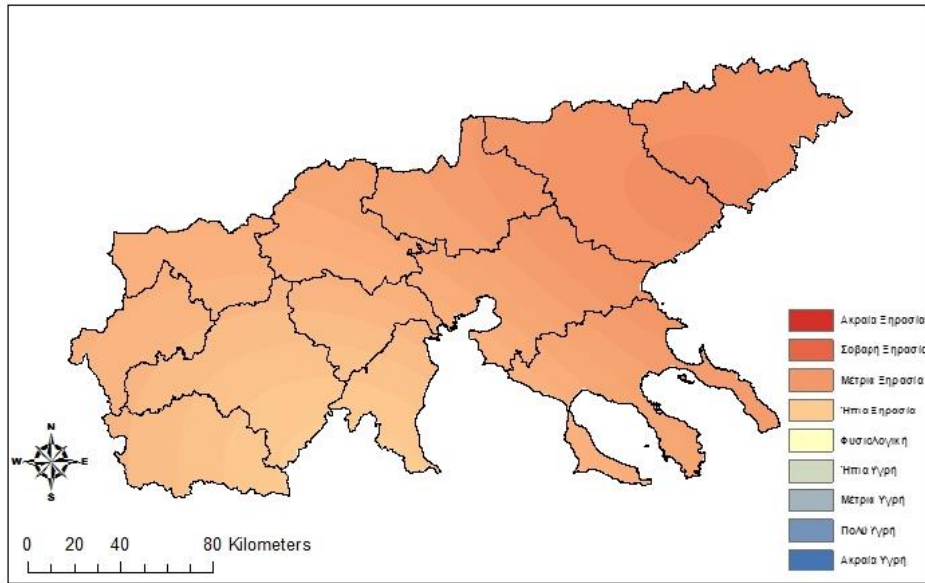 Ακραία Ξηρασία
Σοβαρή Ξηρασία
Μέτρια Ξηρασία
Ήπια Ξηρασία
Φυσιολογική
Ήπια Υγρή
Μέτρια Υγρή
Πολύ Υγρή
Ακραία Υγρή
N
W E
S
0 20 40 80 Kilometers